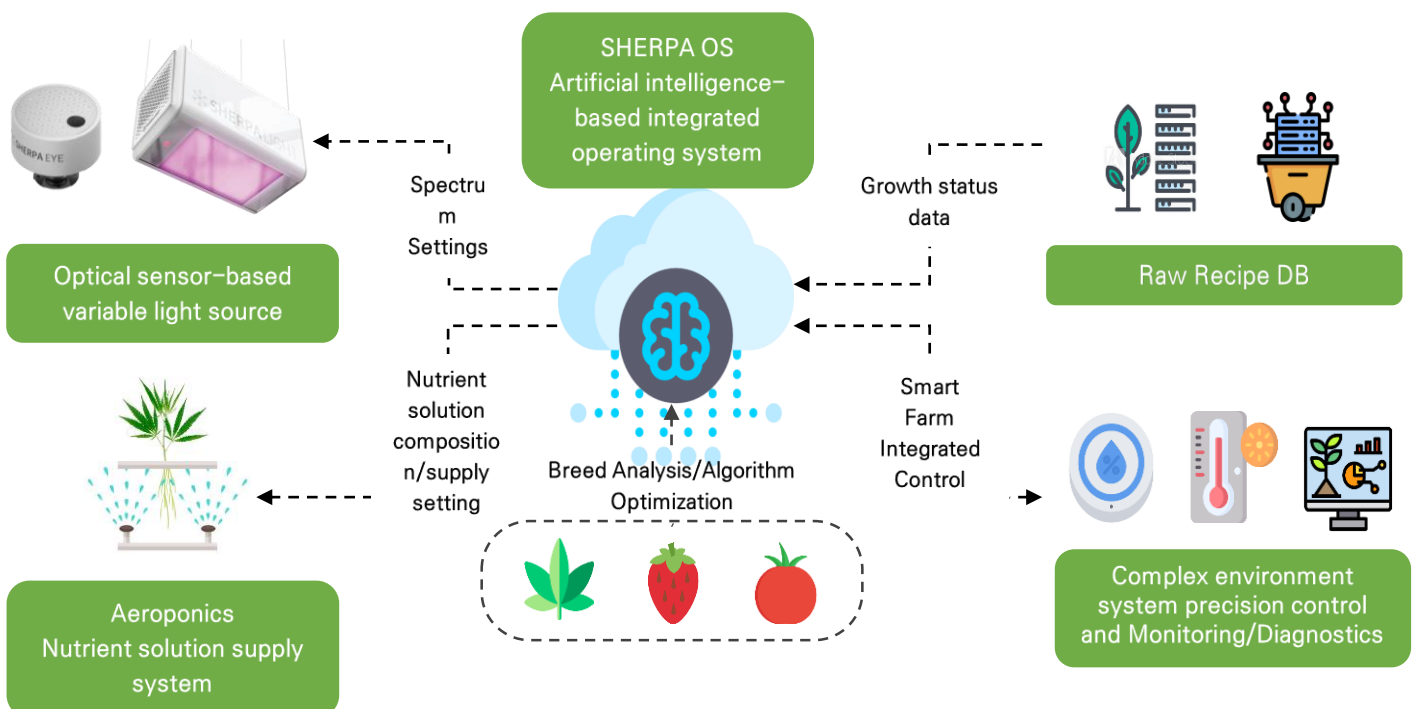 SHERPA OS
Artificial intelligence-
based integrated
operating system
SHERPA EYE
SHERPALIGHT
Spectru
m
Settings
Growth status
data
Optical sensor-based
variable light source
Raw Recipe DB
Nutrient
solution
compositio
n/supply
setting
Smart
Farm
Integrated
Control
%
Breed Analysis/Algorithm
Optimization
Aeroponics
Nutrient solution supply
system
Complex environment
system precision control
and Monitoring/Diagnostics